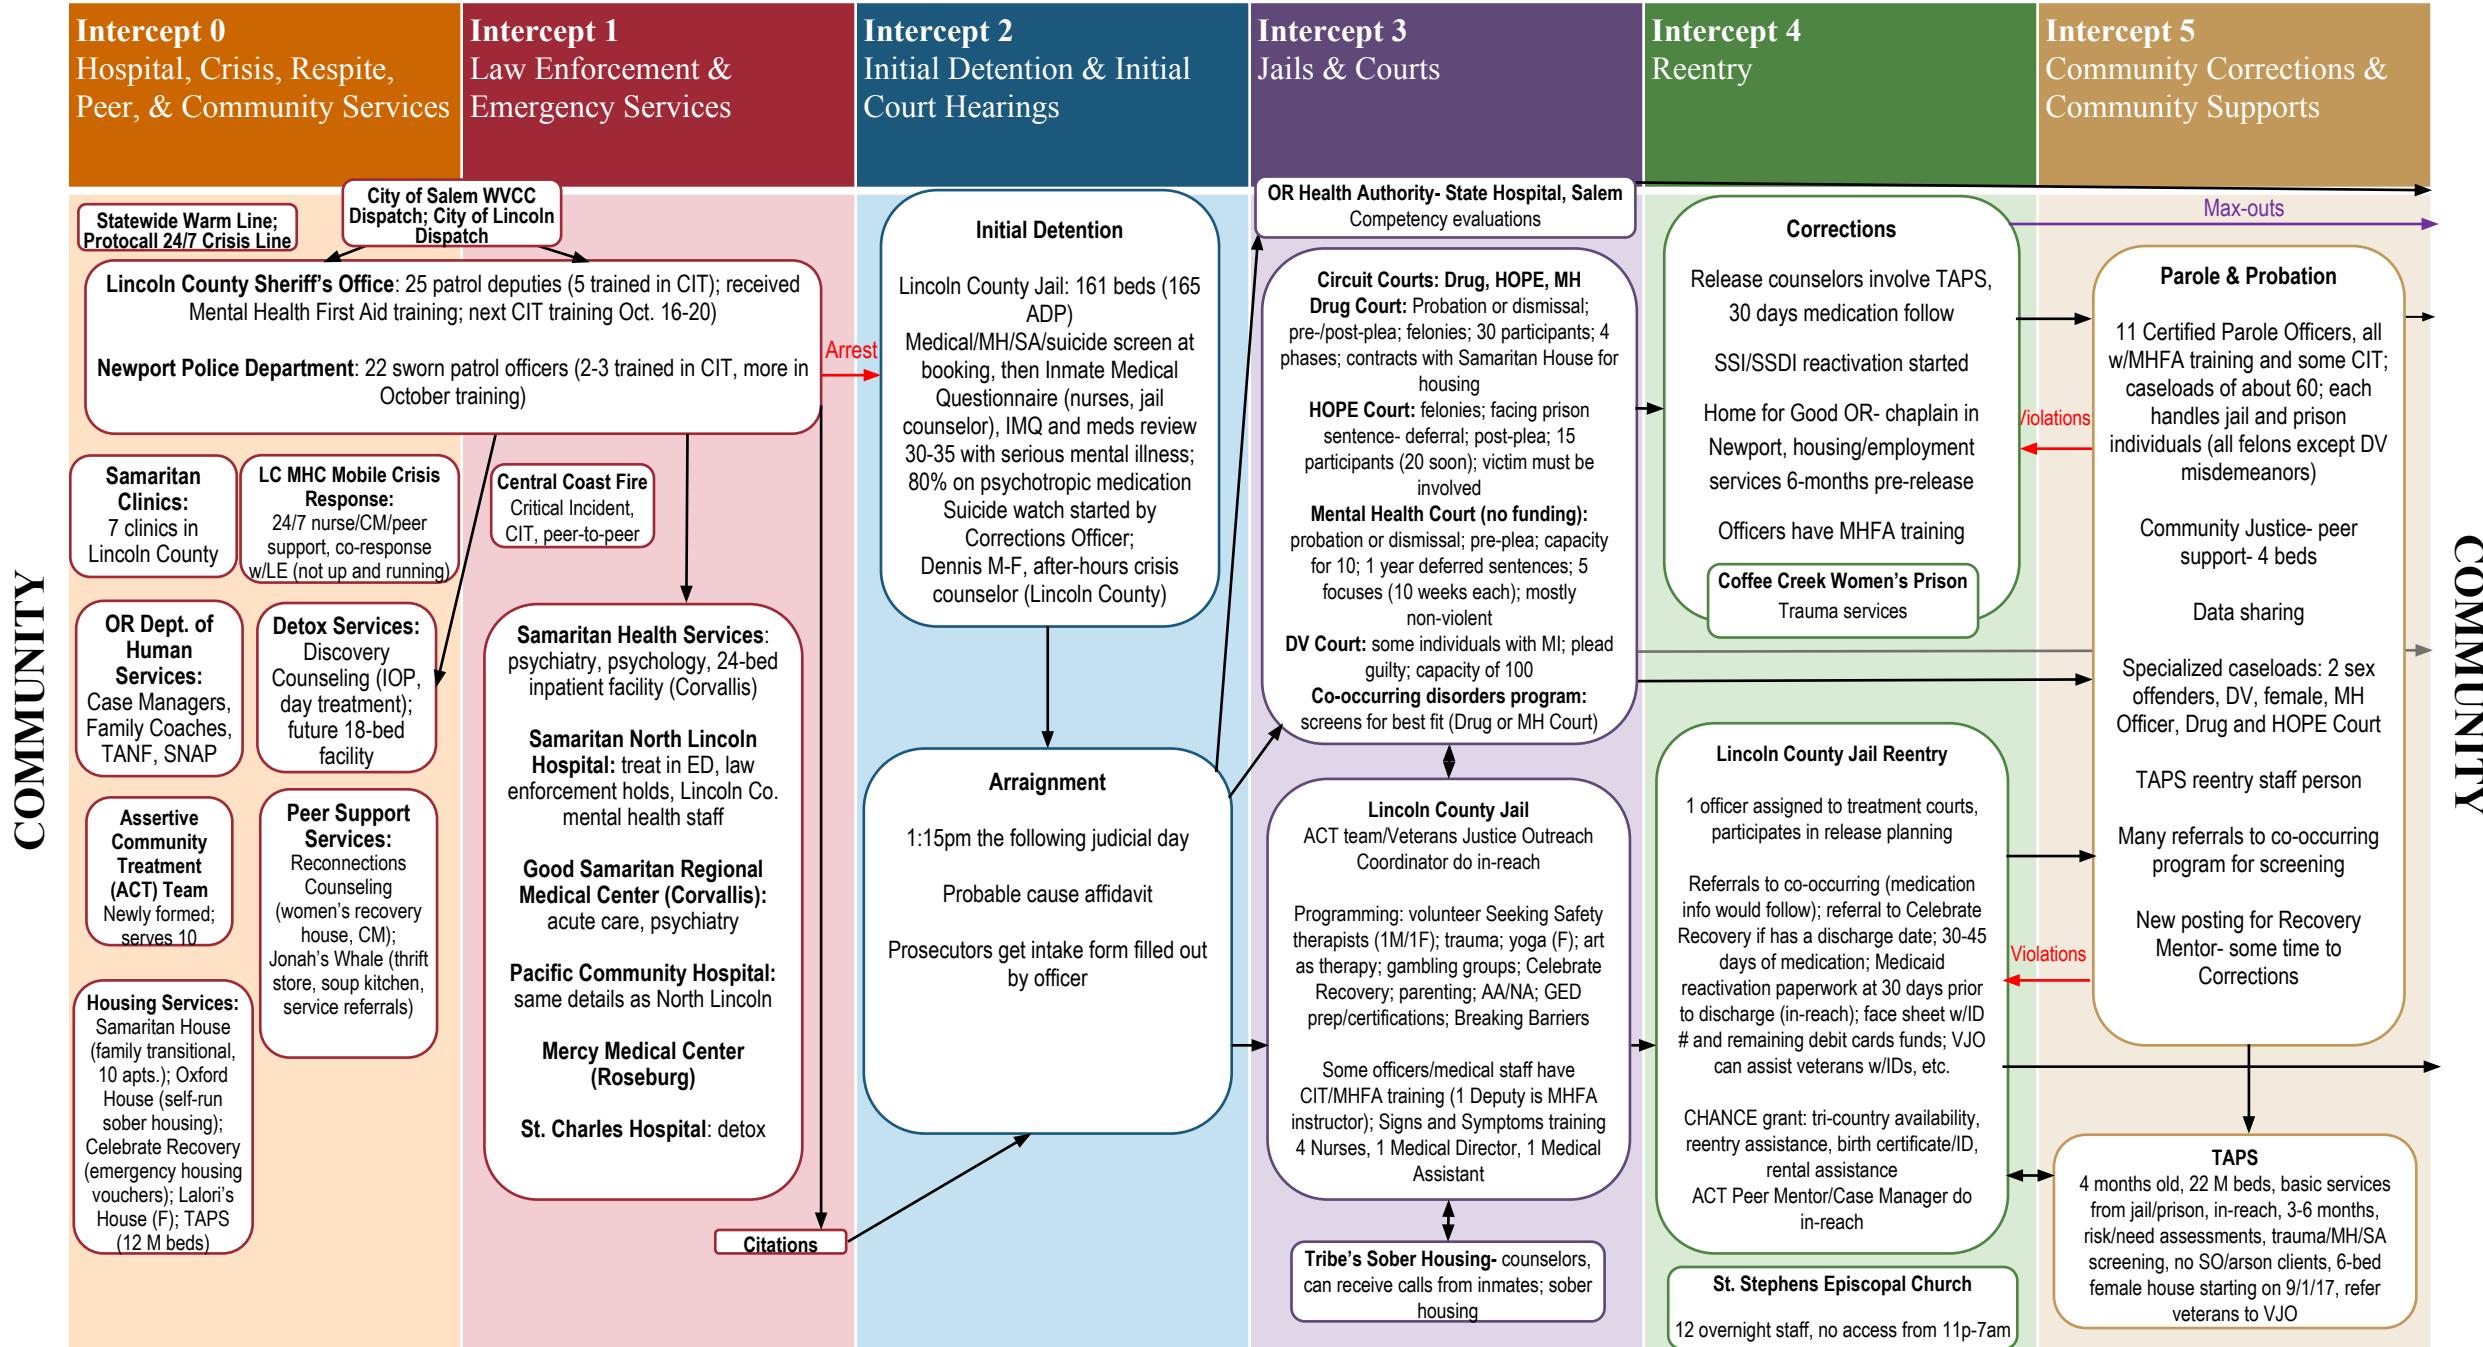 Intercept 0
Hospital, Crisis, Respite,
Peer, & Community Services
Intercept 1
Law Enforcement &
Emergency Services
Intercept 2
Initial Detention & Initial
Court Hearings
Intercept 3
Jails & Courts
Intercept 4
Reentry
Intercept 5
Community Corrections &
Community Supports
COMMUNITY
Statewide Warm Line;
Protocall 24/7 Crisis Line
City of Salem WVCC
Dispatch; City of Lincoln
Dispatch
Lincoln County Sheriff's Office: 25 patrol deputies (5 trained in CIT); received
Mental Health First Aid training; next CIT training Oct. 16-20)
Newport Police Department: 22 sworn patrol officers (2-3 trained in CIT, more in
October training)
Arrest
Samaritan
Clinics:
7 clinics in
Lincoln County
LC MHC Mobile Crisis
Response:
24/7 nurse/CM/peer
support, co-response
w/LE (not up and running)
OR Dept. of
Human
Services:
Case Managers,
Family Coaches,
TANF, SNAP
Detox Services:
Discovery
Counseling (IOP,
day treatment);
future 18-bed
facility
Assertive
Community
Treatment
(ACT) Team
Newly formed;
serves 10
Peer Support
Services:
Reconnections
Counseling
(women's recovery
house, CM);
Jonah's Whale (thrift
store, soup kitchen,
service referrals)
Housing Services:
Samaritan House
(family transitional,
10 apts.); Oxford
House (self-run
sober housing);
Celebrate Recovery
(emergency housing
vouchers); Lalori's
House (F); TAPS
(12 M beds)
Central Coast Fire
Critical Incident,
CIT, peer-to-peer
Samaritan Health Services:
psychiatry, psychology, 24-bed
inpatient facility (Corvallis)
Samaritan North Lincoln
Hospital: treat in ED, law
enforcement holds, Lincoln Co.
mental health staff
Good Samaritan Regional
Medical Center (Corvallis):
acute care, psychiatry
Pacific Community Hospital:
same details as North Lincoln
Mercy Medical Center
(Roseburg)
St. Charles Hospital: detox
Citations
Initial Detention
Lincoln County Jail: 161 beds (165
ADP)
Medical/MH/SA/suicide screen at
booking, then Inmate Medical
Questionnaire (nurses, jail
counselor), IMQ and meds review
30-35 with serious mental illness;
80% on psychotropic medication
Suicide watch started by
Corrections Officer;
Dennis M-F, after-hours crisis
counselor (Lincoln County)
Arraignment
1:15pm the following judicial day
Probable cause affidavit
Prosecutors get intake form filled out
by officer
OR Health Authority- State Hospital, Salem
Competency evaluations
Circuit Courts: Drug, HOPE, MH
Drug Court: Probation or dismissal;
pre-/post-plea; felonies; 30 participants; 4
phases; contracts with Samaritan House for
housing
HOPE Court: felonies; facing prison
sentence- deferral; post-plea; 15
participants (20 soon); victim must be
involved
Mental Health Court (no funding):
probation or dismissal; pre-plea; capacity
for 10; 1 year deferred sentences; 5
focuses (10 weeks each); mostly
non-violent
DV Court: some individuals with MI; plead
guilty; capacity of 100
Co-occurring disorders program:
screens for best fit (Drug or MH Court)
Lincoln County Jail
ACT team/Veterans Justice Outreach
Coordinator do in-reach
Programming: volunteer Seeking Safety
therapists (1M/1F); trauma; yoga (F); art
as therapy; gambling groups; Celebrate
Recovery; parenting; AA/NA; GED
prep/certifications; Breaking Barriers
Some officers/medical staff have
CIT/MHFA training (1 Deputy is MHFA
instructor); Signs and Symptoms training
4 Nurses, 1 Medical Director, 1 Medical
Assistant
Tribe's Sober Housing- counselors,
can receive calls from inmates; sober
housing
Corrections
Release counselors involve TAPS,
30 days medication follow
SSI/SSDI reactivation started
Home for Good OR- chaplain in
Newport, housing/employment
services 6-months pre-release
Officers have MHFA training
Coffee Creek Women's Prison
Trauma services
Lincoln County Jail Reentry
1 officer assigned to treatment courts,
participates in release planning
Referrals to co-occurring (medication
info would follow); referral to Celebrate
Recovery if has a discharge date; 30-45
days of medication; Medicaid
reactivation paperwork at 30 days prior
to discharge (in-reach); face sheet w/ID
# and remaining debit cards funds; VJO
can assist veterans w/IDs, etc.
CHANCE grant: tri-country availability,
reentry assistance, birth certificate/ID,
rental assistance
ACT Peer Mentor/Case Manager do
in-reach
St. Stephens Episcopal Church
12 overnight staff, no access from 11p-7am
Max-outs
Violations
Violations
Parole & Probation
11 Certified Parole Officers, all
w/MHFA training and some CIT;
caseloads of about 60; each
handles jail and prison
individuals (all felons except DV
misdemeanors)
Community Justice- peer
support- 4 beds
Data sharing
Specialized caseloads: 2 sex
offenders, DV, female, MH
Officer, Drug and HOPE Court
TAPS reentry staff person
Many referrals to co-occurring
program for screening
New posting for Recovery
Mentor- some time to
Corrections
TAPS
4 months old, 22 M beds, basic services
from jail/prison, in-reach, 3-6 months,
risk/need assessments, trauma/MH/SA
screening, no SO/arson clients, 6-bed
female house starting on 9/1/17, refer
veterans to VJO
COMMUNITY